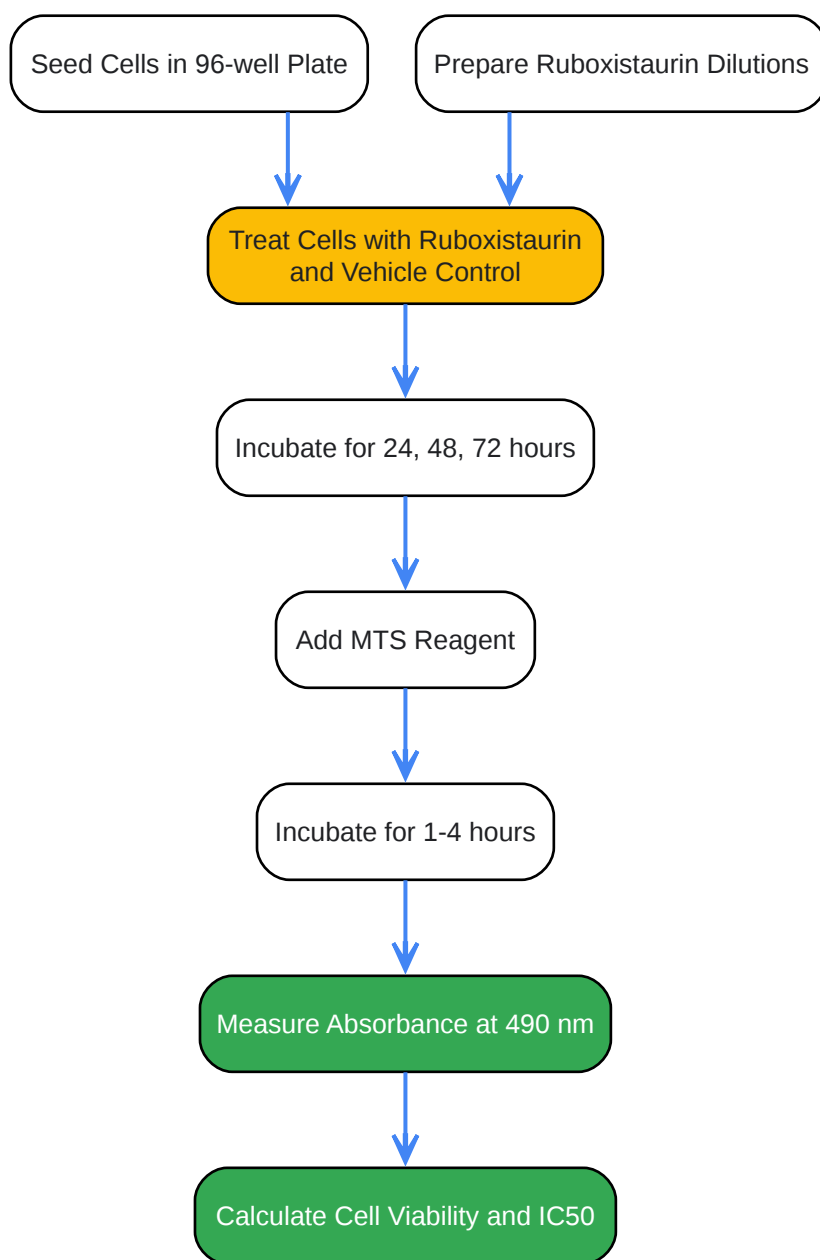 Seed Cells in 96-well Plate
Prepare Ruboxistaurin Dilutions
Treat Cells with Ruboxistaurin
and Vehicle Control
Incubate for 24, 48, 72 hours
Add MTS Reagent
Incubate for 1-4 hours
Measure Absorbance at 490 nm
Calculate Cell Viability and IC50